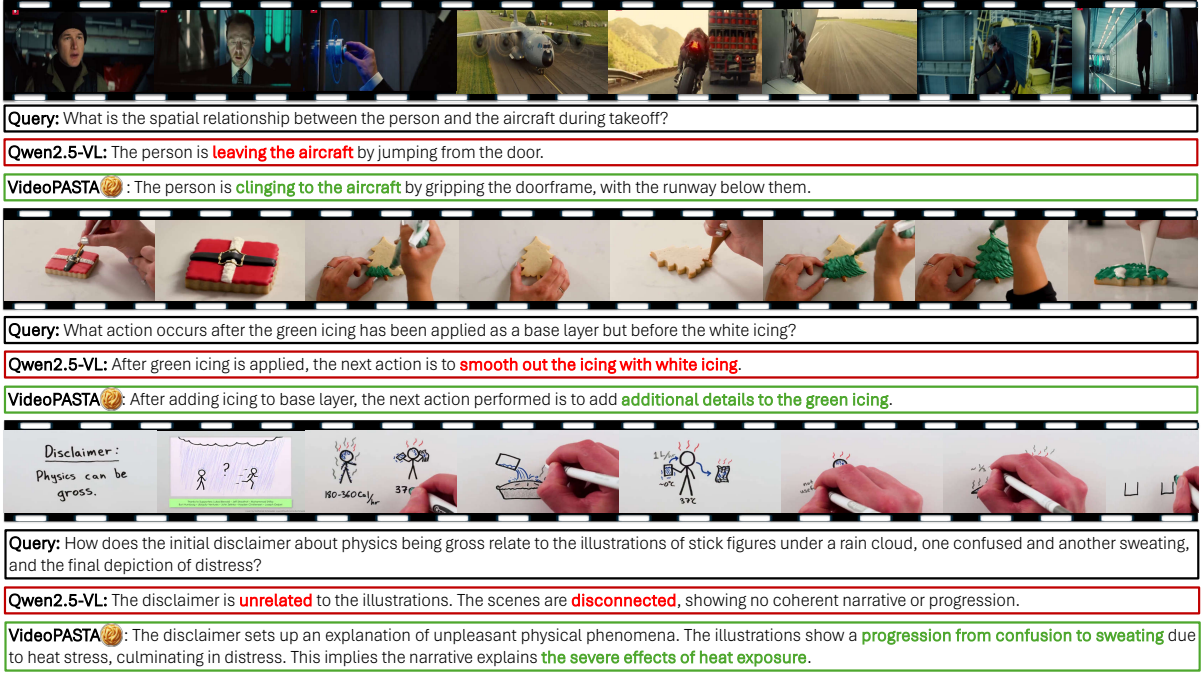 Query: What is the spatial relationship between the person and the aircraft during takeoff?
Qwen2.5-VL: The person is leaving the aircraft by jumping from the door.
VideoPASTA : The person is clinging to the aircraft by gripping the doorframe, with the runway below them.
Query: What action occurs after the green icing has been applied as a base layer but before the white icing?
Qwen2.5-VL: After green icing is applied, the next action is to smooth out the icing with white icing.
VideoPASTA: After adding icing to base layer, the next action performed is to add additional details to the green icing.
Disclaimer:
Physics can be
gross.
?
180-360 Cal/hr
37
1L/hr
~0°C
37°C
not
Query: How does the initial disclaimer about physics being gross relate to the illustrations of stick figures under a rain cloud, one confused and another sweating,
and the final depiction of distress?
Qwen2.5-VL: The disclaimer is unrelated to the illustrations. The scenes are disconnected, showing no coherent narrative or progression.
VideoPASTA: The disclaimer sets up an explanation of unpleasant physical phenomena. The illustrations show a progression from confusion to sweating due
to heat stress, culminating in distress. This implies the narrative explains the severe effects of heat exposure.